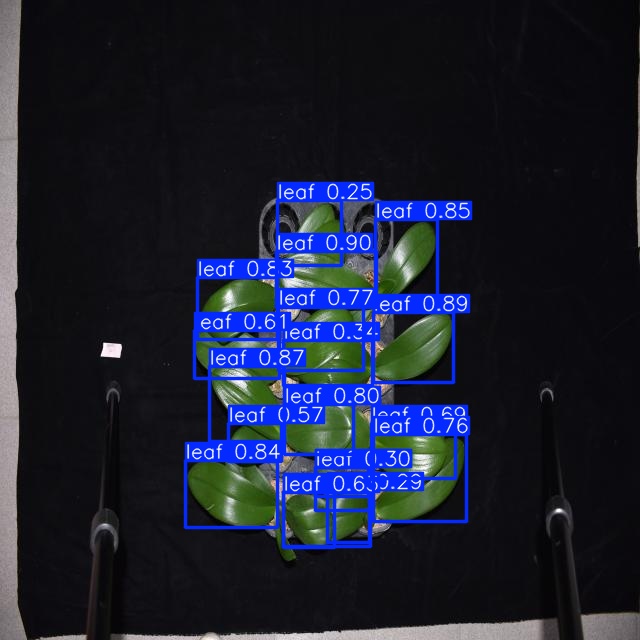 leaf 0.25
leaf 0.85
leaf 0.90
leaf 0.83
leaf 0.77
leaf 0.89
leaf 0.61
leaf 0.34
leaf 0.87
leaf 0.80
leaf 0.57
leaf 0.69
leaf 0.76
leaf 0.84
leaf 0.30
leaf 0.63
0.29